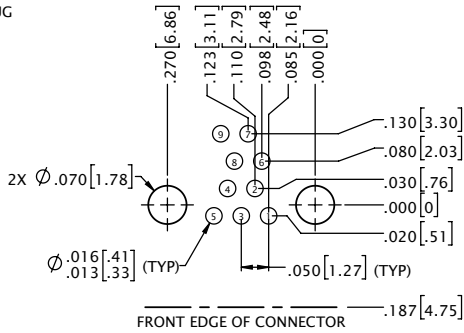 UG
.270[6.86]
.123[3.11]
.110[2.79]
.098[2.48]
.085[2.16]
.000[0]
9 7
.130[3.30]
8 6
.080[2.03]
2X Ø.070[1.78]
4 2
.030[.76]
.000[0]
5 3 1
.020[.51]
Ø .016[.41]
.013[.33] (TYP)
.050[1.27] (TYP)
.187[4.75]
FRONT EDGE OF CONNECTOR